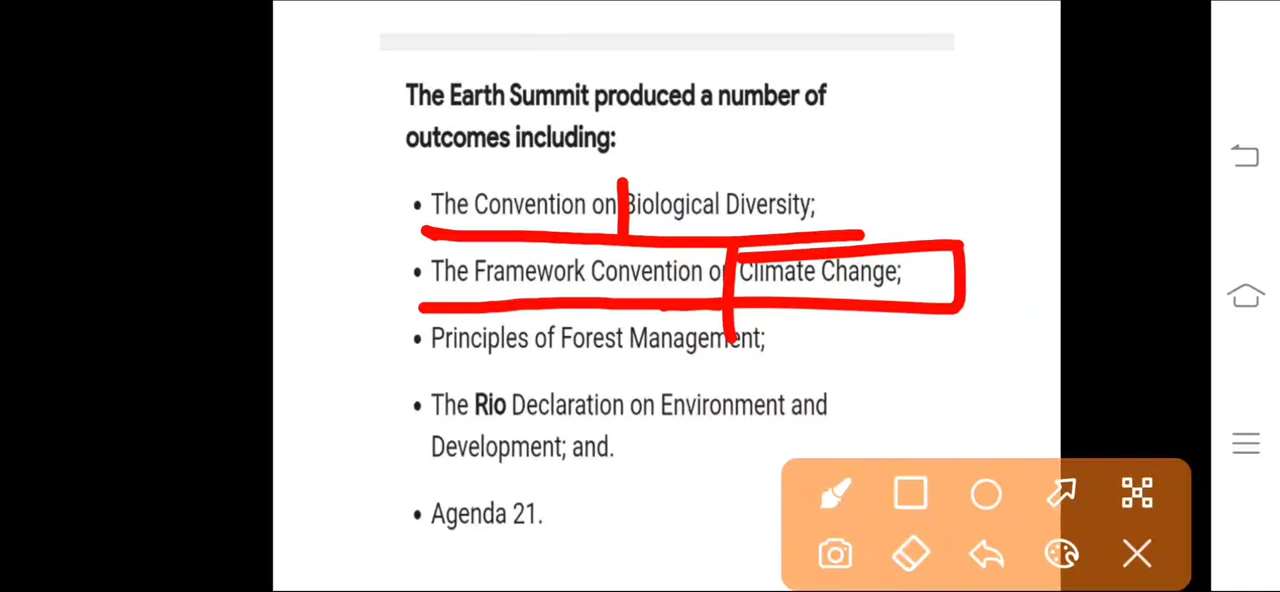 The Earth Summit produced a number of
outcomes including:
• The Convention on Biological Diversity;
• The Framework Convention on Climate Change;
• Principles of Forest Management;
• The Rio Declaration on Environment and
Development; and.
• Agenda 21.